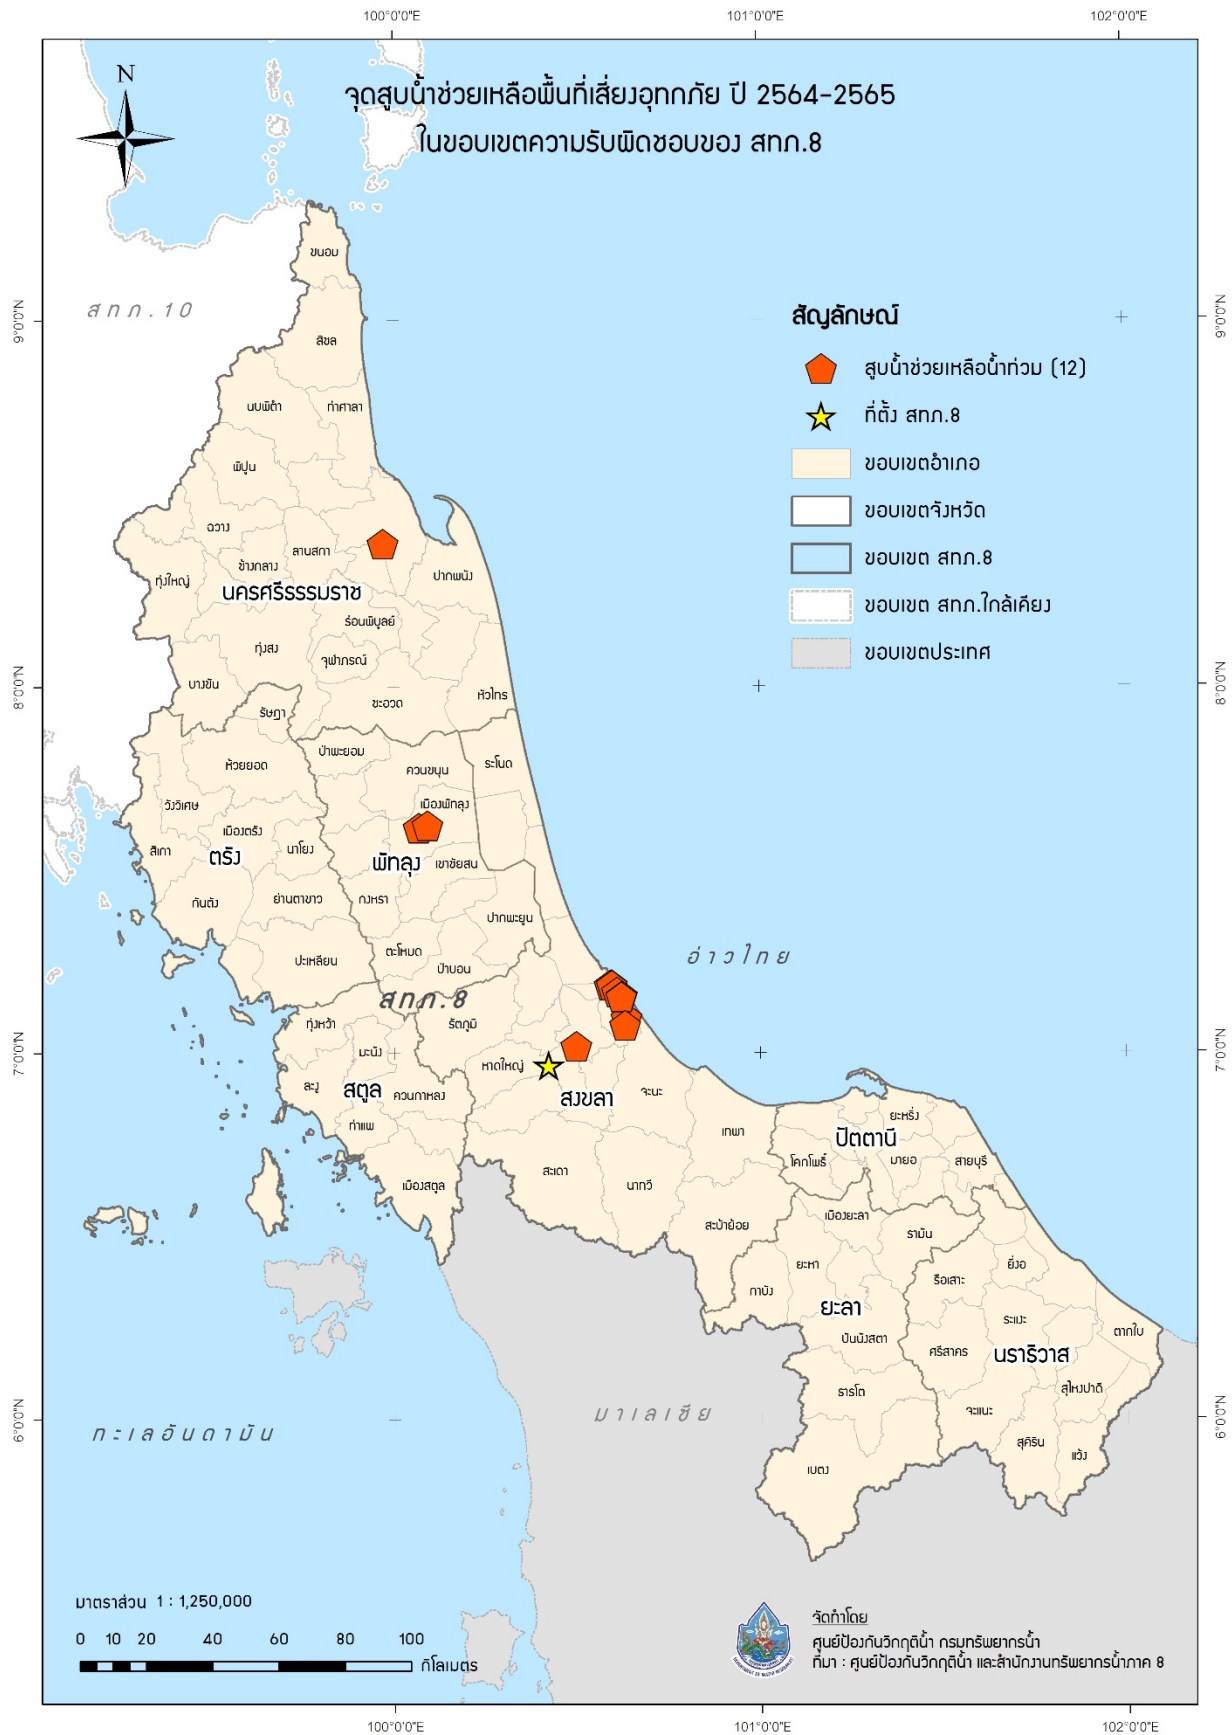 100°0'0"E 101°0'0"E 102°0'0"E
จุดสูบน้ำช่วยเหลือพื้นที่เสี่ยงอุทกภัย ปี 2564-2565
ในขอบเขตความรับผิดชอบของ สทภ.8
N
ขนอม
สทภ.10
9°0'0"N 9°0'0"N
สัญลักษณ์
สูบน้ำช่วยเหลือน้ำท่วม (12)
ที่ตั้ง สทภ.8
ขอบเขตอำเภอ
ขอบเขตจังหวัด
ขอบเขต สทภ.8
ขอบเขต สทภ.ใกล้เคียง
ขอบเขตประเทศ
สิชล
นบพิตำ ท่าศาลา
พิปูน
ฉวาง
ลานสกา
ช้างกลาง
ทุ่งใหญ่
ปากพนัง
นครศรีธรรมราช
ร่อนพิบูลย์
ทุ่งสง
จุฬาภรณ์
บางขัน
8°0'0"N 8°0'0"N
ชะอวด
หัวไทร
รัษฎา
ป่าพะยอม
ห้วยยอด
ควนขนุน
ระโนด
วังวิเศษ
เมืองพัทลุง
เมืองตรัง
สิเกา
ตรัง
นาโยง
พัทลุง
เขาชัยสน
กันตัง
ย่านตาขาว
กงหรา
ปากพะยูน
ปะเหลียน
ตะโหมด
ป่าบอน
อ่าวไทย
สทภ.8
ทุ่งหว้า
รัตภูมิ
มะนัง
หาดใหญ่
7°0'0"N 7°0'0"N
ละงู
สตูล
ควนกาหลง
สงขลา
จะนะ
ท่าแพ
เทพา
ยะหริ่ง
ปัตตานี
โคกโพธิ์
มายอ
สายบุรี
เมืองสตูล
สะเดา
นาทวี
สะบ้าย้อย
เมืองยะลา
รามัน
ยะหา
ยี่งอ
กาบัง
รือเสาะ
ยะลา
ระแงะ
ตากใบ
บันนังสตา
ศรีสาคร
นราธิวาส
ธารโต
สุไหงปาดี
จะแนะ
6°0'0"N 6°0'0"N
มาเลเซีย
ทะเลอันดามัน
สุคิริน
แว้ง
เบตง
มาตราส่วน 1 : 1,250,000
0 10 20 40 60 80 100
กิโลเมตร
จัดทำโดย
ศูนย์ป้องกันวิกฤติน้ำ กรมทรัพยากรน้ำ
ที่มา : ศูนย์ป้องกันวิกฤติน้ำ และสำนักงานทรัพยากรน้ำภาค 8
100°0'0"E 101°0'0"E 102°0'0"E